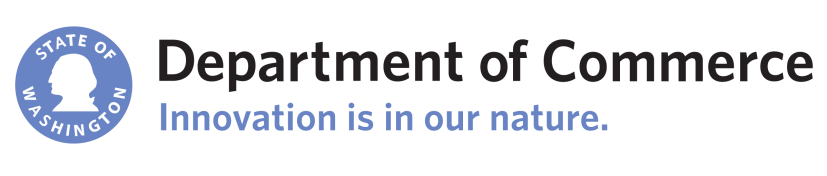 STATE OF
WASHINGTON
Department of Commerce
Innovation is in our nature.